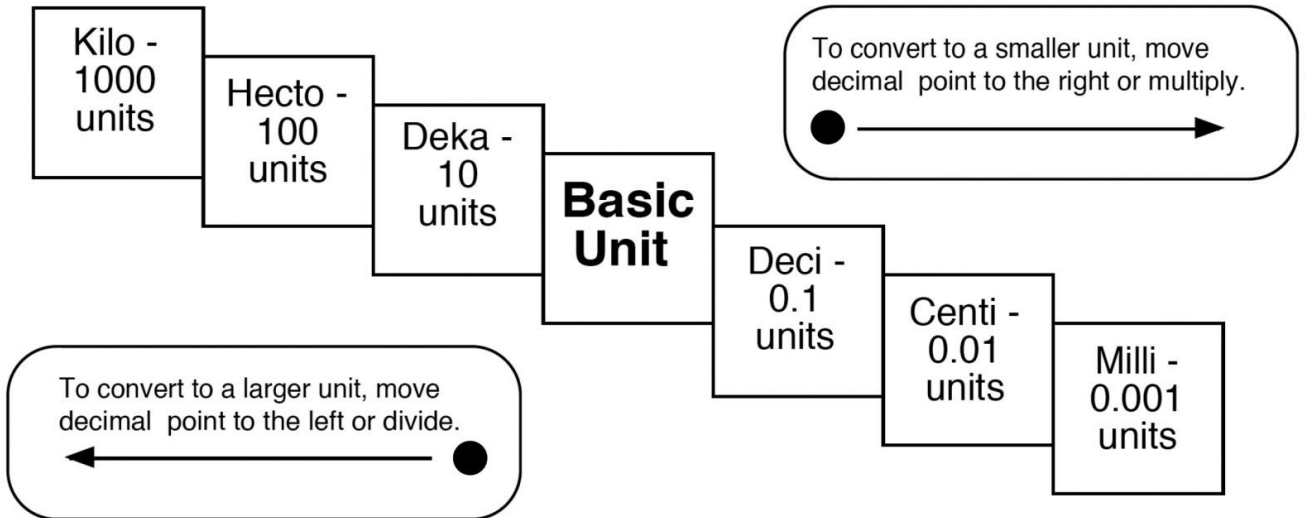 Kilo -
1000
units
Hecto -
100
units
Deka -
10
units
Basic
Unit
Deci -
0.1
units
Centi -
0.01
units
Milli -
0.001
units
To convert to a smaller unit, move
decimal point to the right or multiply.
To convert to a larger unit, move
decimal point to the left or divide.